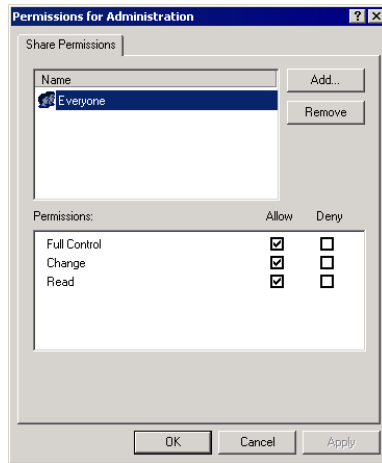 Permissions for Administration
Share Permissions
Name
Add...
Everyone
Remove
Permissions: Allow Deny
Full Control
Change
Read
OK Cancel Apply